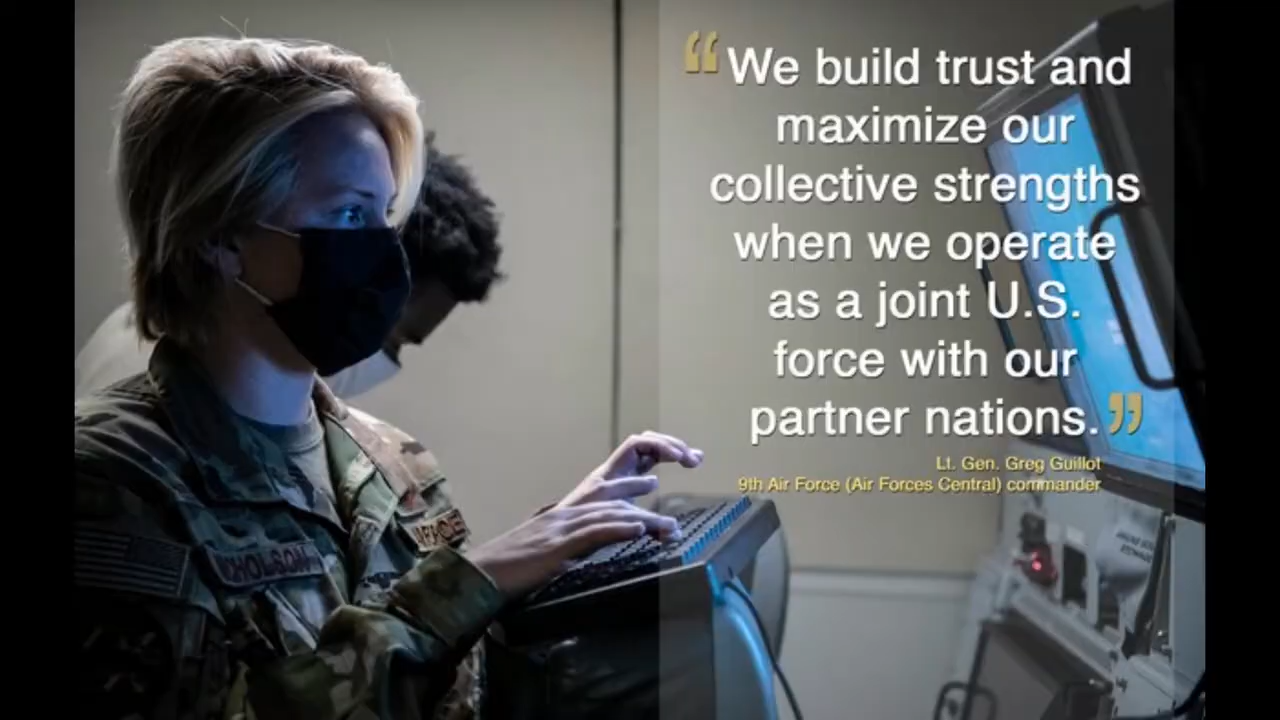 “We build trust and
maximize our
collective strengths
when we operate
as a joint U.S.
force with our
partner nations.”
Lt. Gen. Greg Guillot
9th Air Force (Air Forces Central) commander